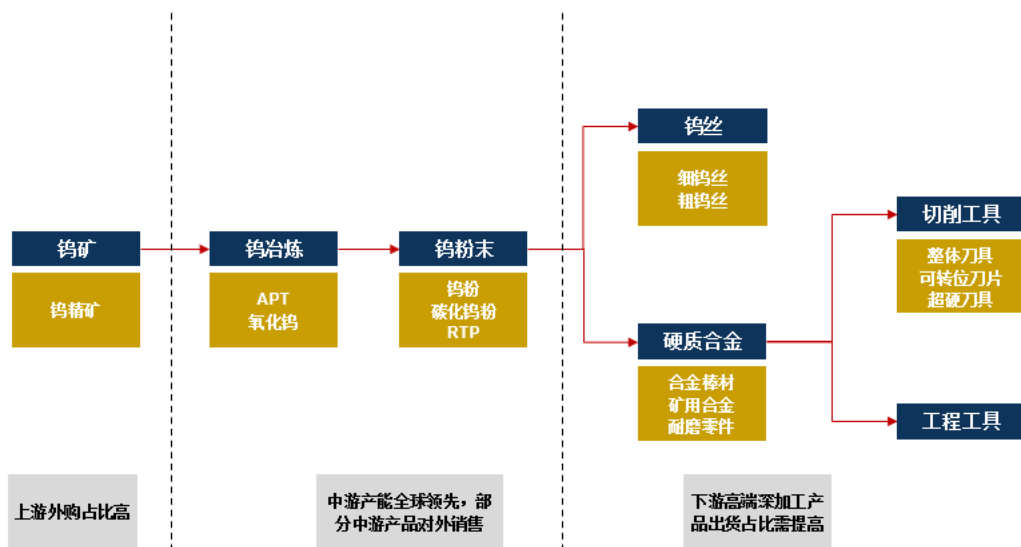 钨矿
钨精矿
钨冶炼
APT
氧化钨
钨粉末
钨粉
碳化钨粉
RTP
钨丝
细钨丝
粗钨丝
硬质合金
合金棒材
矿用合金
耐磨零件
切削工具
整体刀具
可转位刀片
超硬刀具
工程工具
上游外购占比高
中游产能全球领先，部
分中游产品对外销售
下游高端深加工产
品出货占比需提高